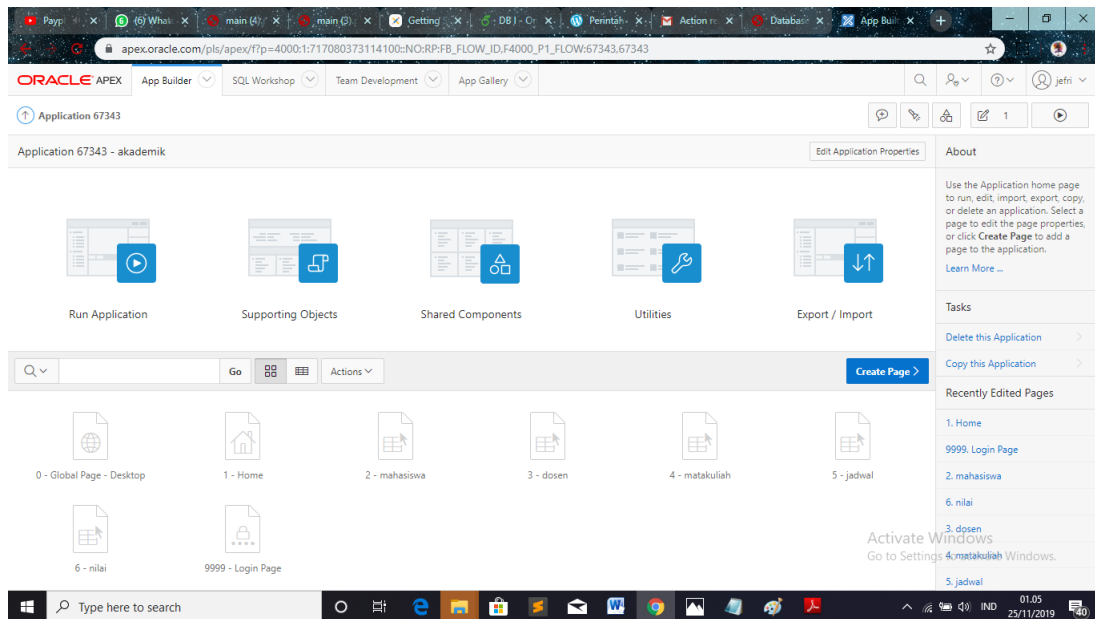 (6) What
main (4)
main (3)
Getting S
DB I - Or
Perintah
Action re
Databas
App Buil
apex.oracle.com/pls/apex/f?p=4000:1:717080373114100::NO:RP:FB_FLOW_ID,F4000_P1_FLOW:67343,67343
ORACLE APEX App Builder SQL Workshop Team Development App Gallery jefri
Application 67343 1
Application 67343 - akademik Edit Application Properties
Run Application Supporting Objects Shared Components Utilities Export / Import
Go Actions Create Page >
0 - Global Page - Desktop 1 - Home 2 - mahasiswa 3 - dosen 4 - matakuliah 5 - jadwal
6 - nilai 9999 - Login Page
About
Use the Application home page
to run, edit, import, export, copy,
or delete an application. Select a
page to edit the page properties,
or click Create Page to add a
page to the application.
Learn More ...
Tasks
Delete this Application
Copy this Application
Recently Edited Pages
1. Home
9999. Login Page
2. mahasiswa
6. nilai
3. dosen
4. matakuliah
5. jadwal
Activate Windows
Go to Settings to activate Windows.
Type here to search
IND
01.05
25/11/2019
40